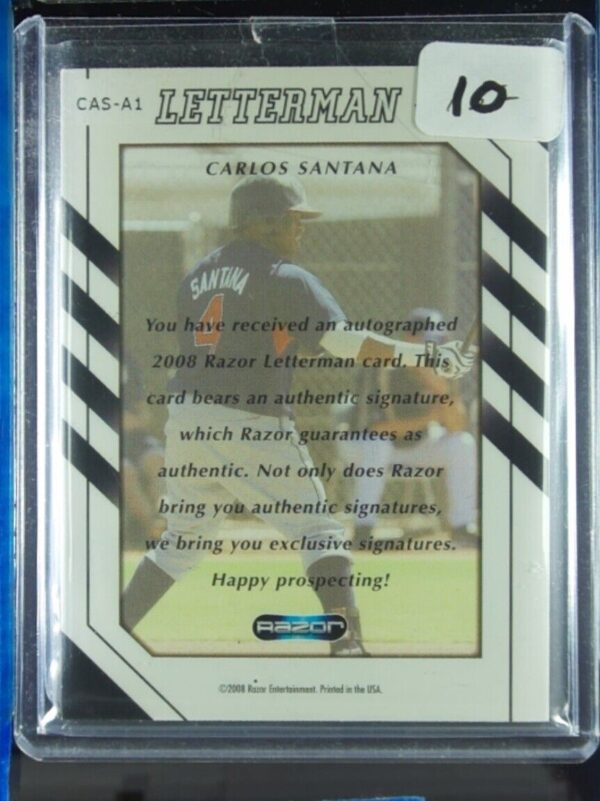 CAS-A1 LETTERMAN
10
CARLOS SANTANA
SANTANA
4
You have received an autographed
2008 Razor Letterman card. This
card bears an authentic signature,
which Razor guarantees as
authentic. Not only does Razor
bring you authentic signatures,
we bring you exclusive signatures.
Happy prospecting!
Razor
©2008 Razor Entertainment. Printed in the USA.